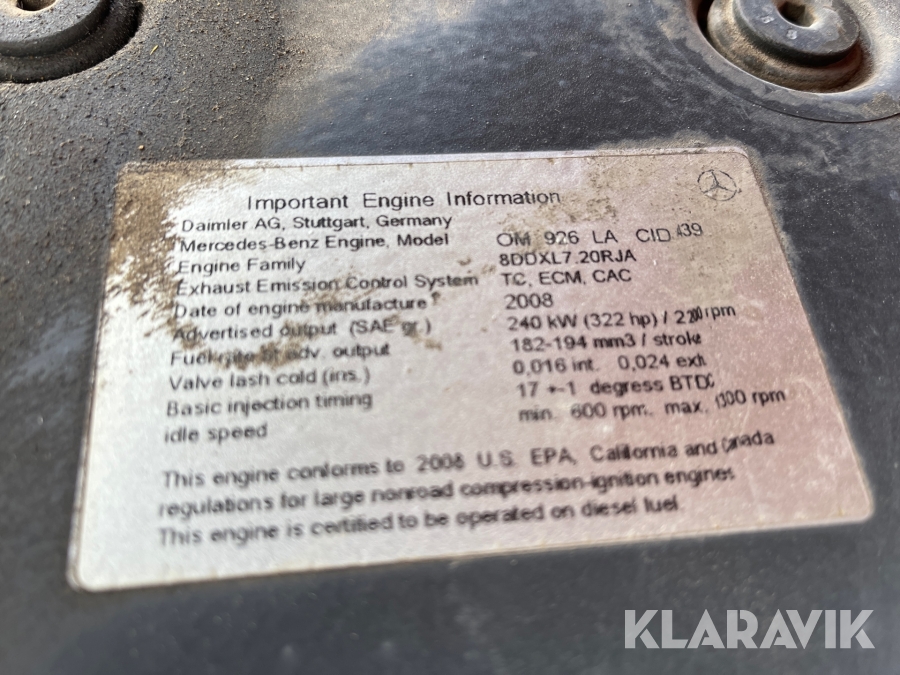 Important Engine Information
Daimler AG, Stuttgart, Germany
Mercedes-Benz Engine, Model OM 926 LA CID 439
Engine Family 8DDXL7.20RJA
Exhaust Emission Control System TC, ECM, CAC
Date of engine manufacture 2008
Advertised output (SAE gr.) 240 kW (322 hp) / 2200 rpm
Fuel rate at adv. output 182-194 mm3 / stroke
Valve lash cold (ins.) 0,016 int. 0,024 exh
Basic injection timing 17 +-1 degress BTDC
idle speed min. 600 rpm, max. rpm
This engine conforms to 2008 U.S. EPA, California and Canada
regulations for large nonroad compression-ignition engines
This engine is certified to be operated on diesel fuel.
KLARAVIK